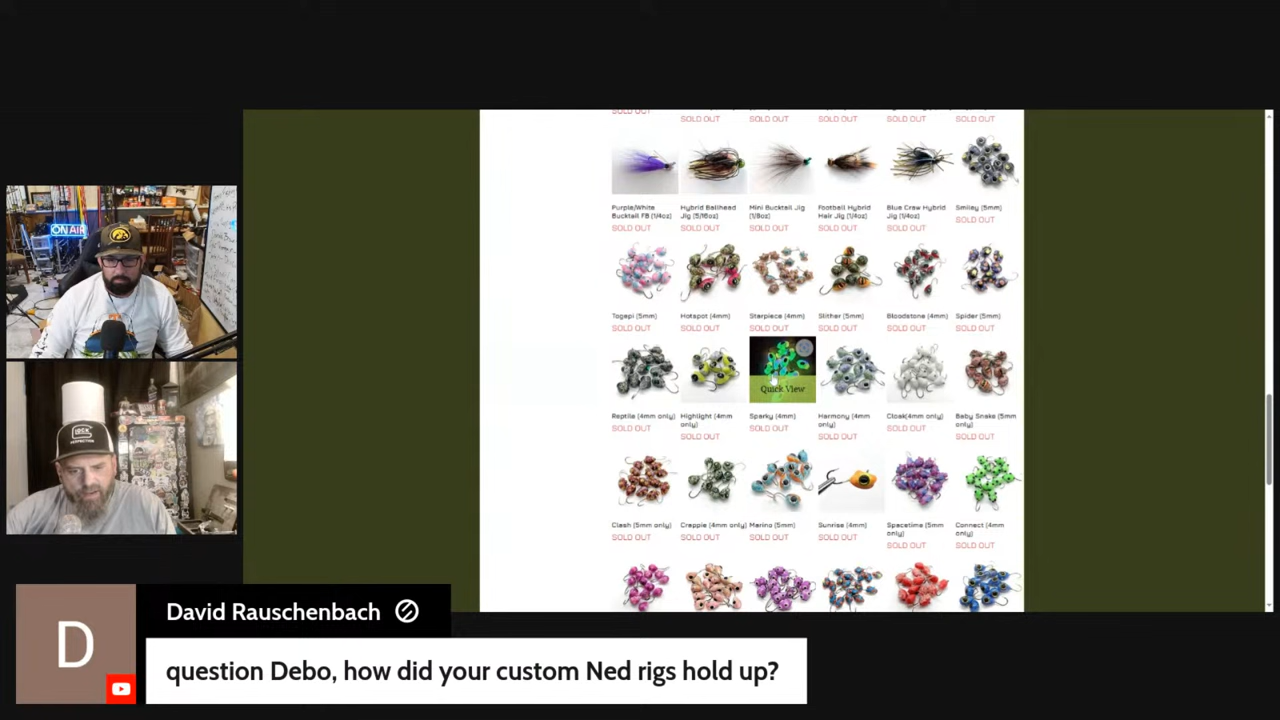 SOLD OUT SOLD OUT SOLD OUT SOLD OUT SOLD OUT SOLD OUT
ON AIR
Purple/White Bucktail FB (1/4oz)
SOLD OUT
Hybrid Ballhead Jig (5/16oz)
SOLD OUT
Mini Bucktail Jig (1/8oz)
SOLD OUT
Football Hybrid Hair Jig (1/4oz)
SOLD OUT
Blue Craw Hybrid Jig (1/4oz)
SOLD OUT
Smiley (5mm)
SOLD OUT
Togepi (5mm)
SOLD OUT
Hotspot (4mm)
SOLD OUT
Starpiece (4mm)
SOLD OUT
Slither (5mm)
SOLD OUT
Bloodstone (4mm)
SOLD OUT
Spider (5mm)
SOLD OUT
Quick View
Reptile (4mm only)
SOLD OUT
Highlight (4mm only)
SOLD OUT
Sparky (4mm)
SOLD OUT
Harmony (4mm only)
SOLD OUT
Cloak(4mm only)
SOLD OUT
Baby Snake (5mm only)
SOLD OUT
GLOCK
PERFECTION
Clash (5mm only)
SOLD OUT
Crappie (4mm only)
SOLD OUT
Marina (5mm)
SOLD OUT
Sunrise (4mm)
SOLD OUT
Spacetime (5mm only)
SOLD OUT
Connect (4mm only)
SOLD OUT
D
David Rauschenbach
question Debo, how did your custom Ned rigs hold up?